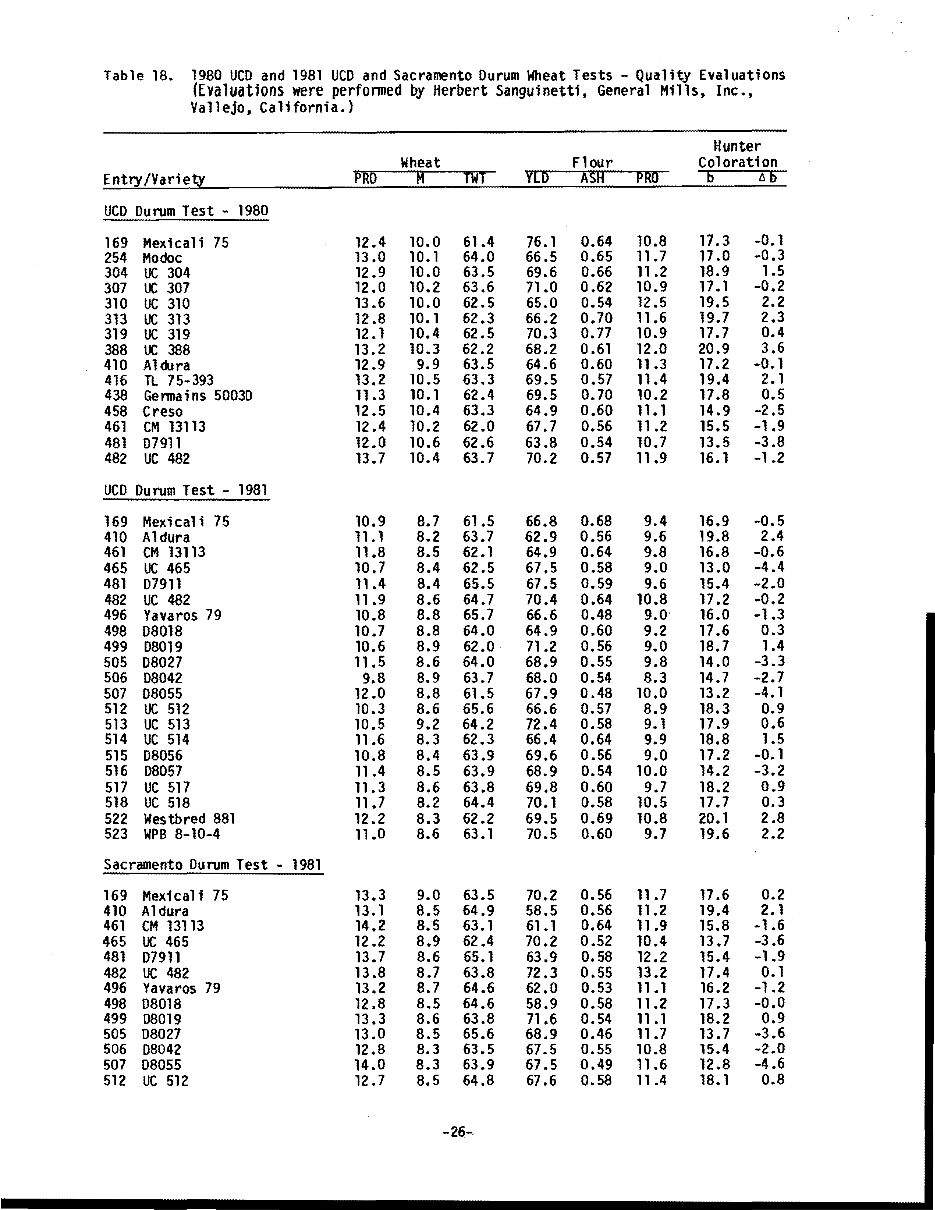 Table 18. 1980 UCD and 1981 UCD and Sacramento Durum Wheat Tests - Quality Evaluations
(Evaluations were performed by Herbert Sanguinetti, General Mills, Inc.,
Vallejo, California.)
Hunter
Wheat Flour Coloration
Entry/Variety PRO M TWT YLD ASH PRO b Δb
UCD Durum Test - 1980
169 Mexicali 75 12.4 10.0 61.4 76.1 0.64 10.8 17.3 -0.1
254 Modoc 13.0 10.1 64.0 66.5 0.65 11.7 17.0 -0.3
304 UC 304 12.9 10.0 63.5 69.6 0.66 11.2 18.9 1.5
307 UC 307 12.0 10.2 63.6 71.0 0.62 10.9 17.1 -0.2
310 UC 310 13.6 10.0 62.5 65.0 0.54 12.5 19.5 2.2
313 UC 313 12.8 10.1 62.3 66.2 0.70 11.6 19.7 2.3
319 UC 319 12.1 10.4 62.5 70.3 0.77 10.9 17.7 0.4
388 UC 388 13.2 10.3 62.2 68.2 0.61 12.0 20.9 3.6
410 Aldura 12.9 9.9 63.5 64.6 0.60 11.3 17.2 -0.1
416 TL 75-393 13.2 10.5 63.3 69.5 0.57 11.4 19.4 2.1
438 Germains 5003D 11.3 10.1 62.4 69.5 0.70 10.2 17.8 0.5
458 Creso 12.5 10.4 63.3 64.9 0.60 11.1 14.9 -2.5
461 CM 13113 12.4 10.2 62.0 67.7 0.56 11.2 15.5 -1.9
481 D7911 12.0 10.6 62.6 63.8 0.54 10.7 13.5 -3.8
482 UC 482 13.7 10.4 63.7 70.2 0.57 11.9 16.1 -1.2
UCD Durum Test - 1981
169 Mexicali 75 10.9 8.7 61.5 66.8 0.68 9.4 16.9 -0.5
410 Aldura 11.1 8.2 63.7 62.9 0.56 9.6 19.8 2.4
461 CM 13113 11.8 8.5 62.1 64.9 0.64 9.8 16.8 -0.6
465 UC 465 10.7 8.4 62.5 67.5 0.58 9.0 13.0 -4.4
481 D7911 11.4 8.4 65.5 67.5 0.59 9.6 15.4 -2.0
482 UC 482 11.9 8.6 64.7 70.4 0.64 10.8 17.2 -0.2
496 Yavaros 79 10.8 8.8 65.7 66.6 0.48 9.0 16.0 -1.3
498 D8018 10.7 8.8 64.0 64.9 0.60 9.2 17.6 0.3
499 D8019 10.6 8.9 62.0 71.2 0.56 9.0 18.7 1.4
505 D8027 11.5 8.6 64.0 68.9 0.55 9.8 14.0 -3.3
506 D8042 9.8 8.9 63.7 68.0 0.54 8.3 14.7 -2.7
507 D8055 12.0 8.8 61.5 67.9 0.48 10.0 13.2 -4.1
512 UC 512 10.3 8.6 65.6 66.6 0.57 8.9 18.3 0.9
513 UC 513 10.5 9.2 64.2 72.4 0.58 9.1 17.9 0.6
514 UC 514 11.6 8.3 62.3 66.4 0.64 9.9 18.8 1.5
515 D8056 10.8 8.4 63.9 69.6 0.56 9.0 17.2 -0.1
516 D8057 11.4 8.5 63.9 68.9 0.54 10.0 14.2 -3.2
517 UC 517 11.3 8.6 63.8 69.8 0.60 9.7 18.2 0.9
518 UC 518 11.7 8.2 64.4 70.1 0.58 10.5 17.7 0.3
522 Westbred 881 12.2 8.3 62.2 69.5 0.69 10.8 20.1 2.8
523 WPB 8-10-4 11.0 8.6 63.1 70.5 0.60 9.7 19.6 2.2
Sacramento Durum Test - 1981
169 Mexicali 75 13.3 9.0 63.5 70.2 0.56 11.7 17.6 0.2
410 Aldura 13.1 8.5 64.9 58.5 0.56 11.2 19.4 2.1
461 CM 13113 14.2 8.5 63.1 61.1 0.64 11.9 15.8 -1.6
465 UC 465 12.2 8.9 62.4 70.2 0.52 10.4 13.7 -3.6
481 D7911 13.7 8.6 65.1 63.9 0.58 12.2 15.4 -1.9
482 UC 482 13.8 8.7 63.8 72.3 0.55 13.2 17.4 0.1
496 Yavaros 79 13.2 8.7 64.6 62.0 0.53 11.1 16.2 -1.2
498 D8018 12.8 8.5 64.6 58.9 0.58 11.2 17.3 -0.0
499 D8019 13.3 8.6 63.8 71.6 0.54 11.1 18.2 0.9
505 D8027 13.0 8.5 65.6 68.9 0.46 11.7 13.7 -3.6
506 D8042 12.8 8.3 63.5 67.5 0.55 10.8 15.4 -2.0
507 D8055 14.0 8.3 63.9 67.5 0.49 11.6 12.8 -4.6
512 UC 512 12.7 8.5 64.8 67.6 0.58 11.4 18.1 0.8
-26-